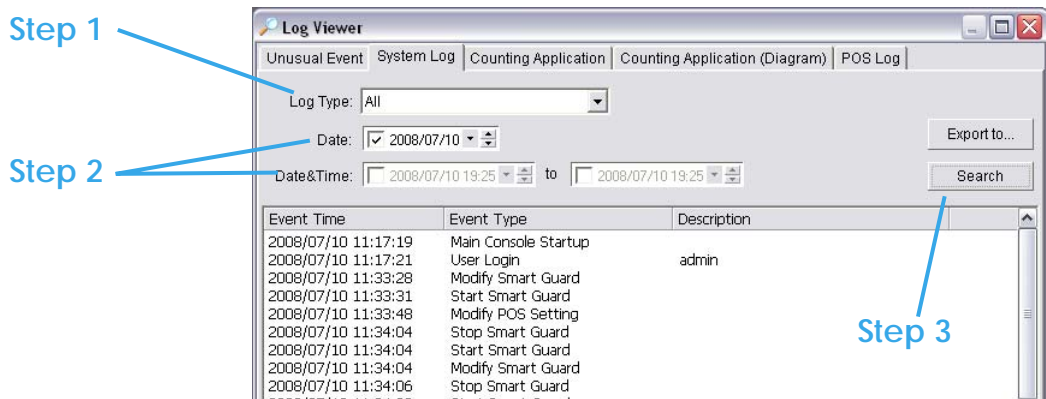 Step 1
Log Viewer
Unusual Event System Log Counting Application Counting Application (Diagram) POS Log
Log Type: All
Date: 2008/07/10
Export to...
Step 2
Date&Time: 2008/07/10 19:25 to 2008/07/10 19:25
Search
Event Time Event Type Description
2008/07/10 11:17:19 Main Console Startup
2008/07/10 11:17:21 User Login admin
2008/07/10 11:33:28 Modify Smart Guard
2008/07/10 11:33:31 Start Smart Guard
2008/07/10 11:33:48 Modify POS Setting
2008/07/10 11:34:04 Stop Smart Guard
Step 3
2008/07/10 11:34:04 Start Smart Guard
2008/07/10 11:34:04 Modify Smart Guard
2008/07/10 11:34:06 Stop Smart Guard